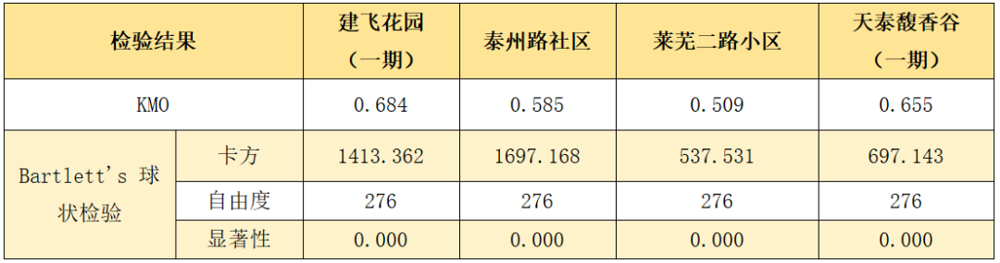 检验结果 建飞花园（一期） 泰州路社区 莱芜二路小区 天泰馥香谷（一期）
KMO 0.684 0.585 0.509 0.655
Bartlett's 球状检验 卡方 1413.362 1697.168 537.531 697.143
自由度 276 276 276 276
显著性 0.000 0.000 0.000 0.000